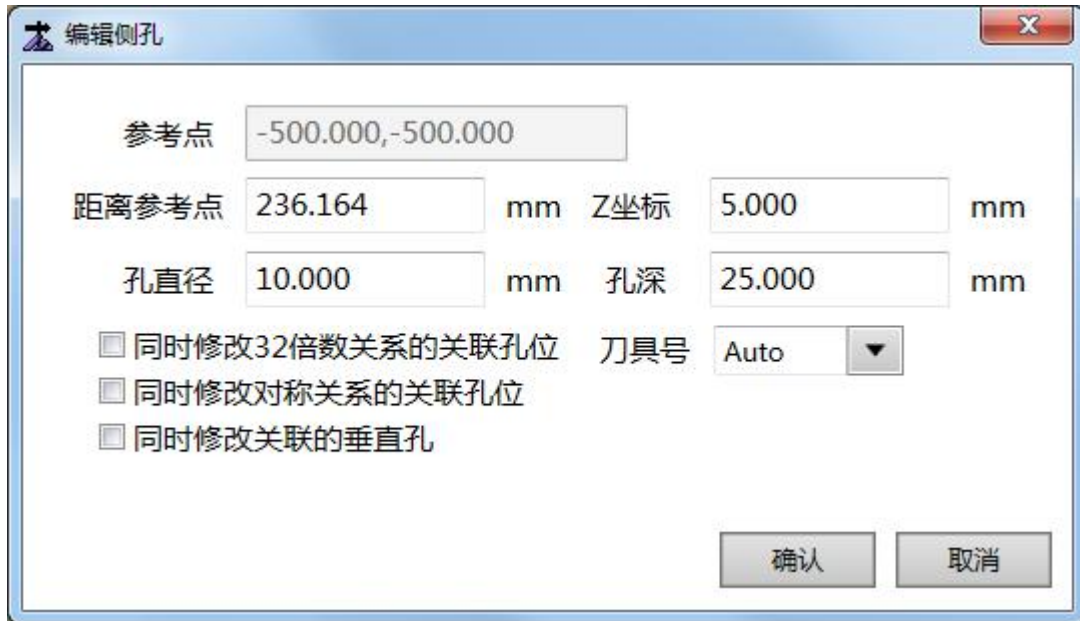 编辑侧孔
参考点 -500.000,-500.000
距离参考点 236.164 mm Z坐标 5.000 mm
孔直径 10.000 mm 孔深 25.000 mm
同时修改32倍数关系的关联孔位 刀具号 Auto
同时修改对称关系的关联孔位
同时修改关联的垂直孔
确认 取消